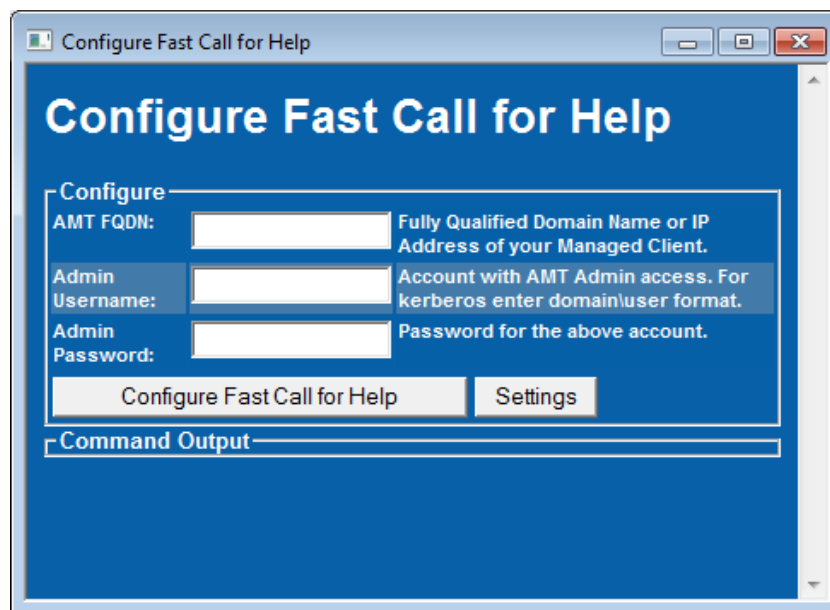 Configure Fast Call for Help
Configure Fast Call for Help
Configure
AMT FQDN:
Fully Qualified Domain Name or IP
Address of your Managed Client.
Admin
Username:
Account with AMT Admin access. For
kerberos enter domain\user format.
Admin
Password:
Password for the above account.
Configure Fast Call for Help
Settings
Command Output